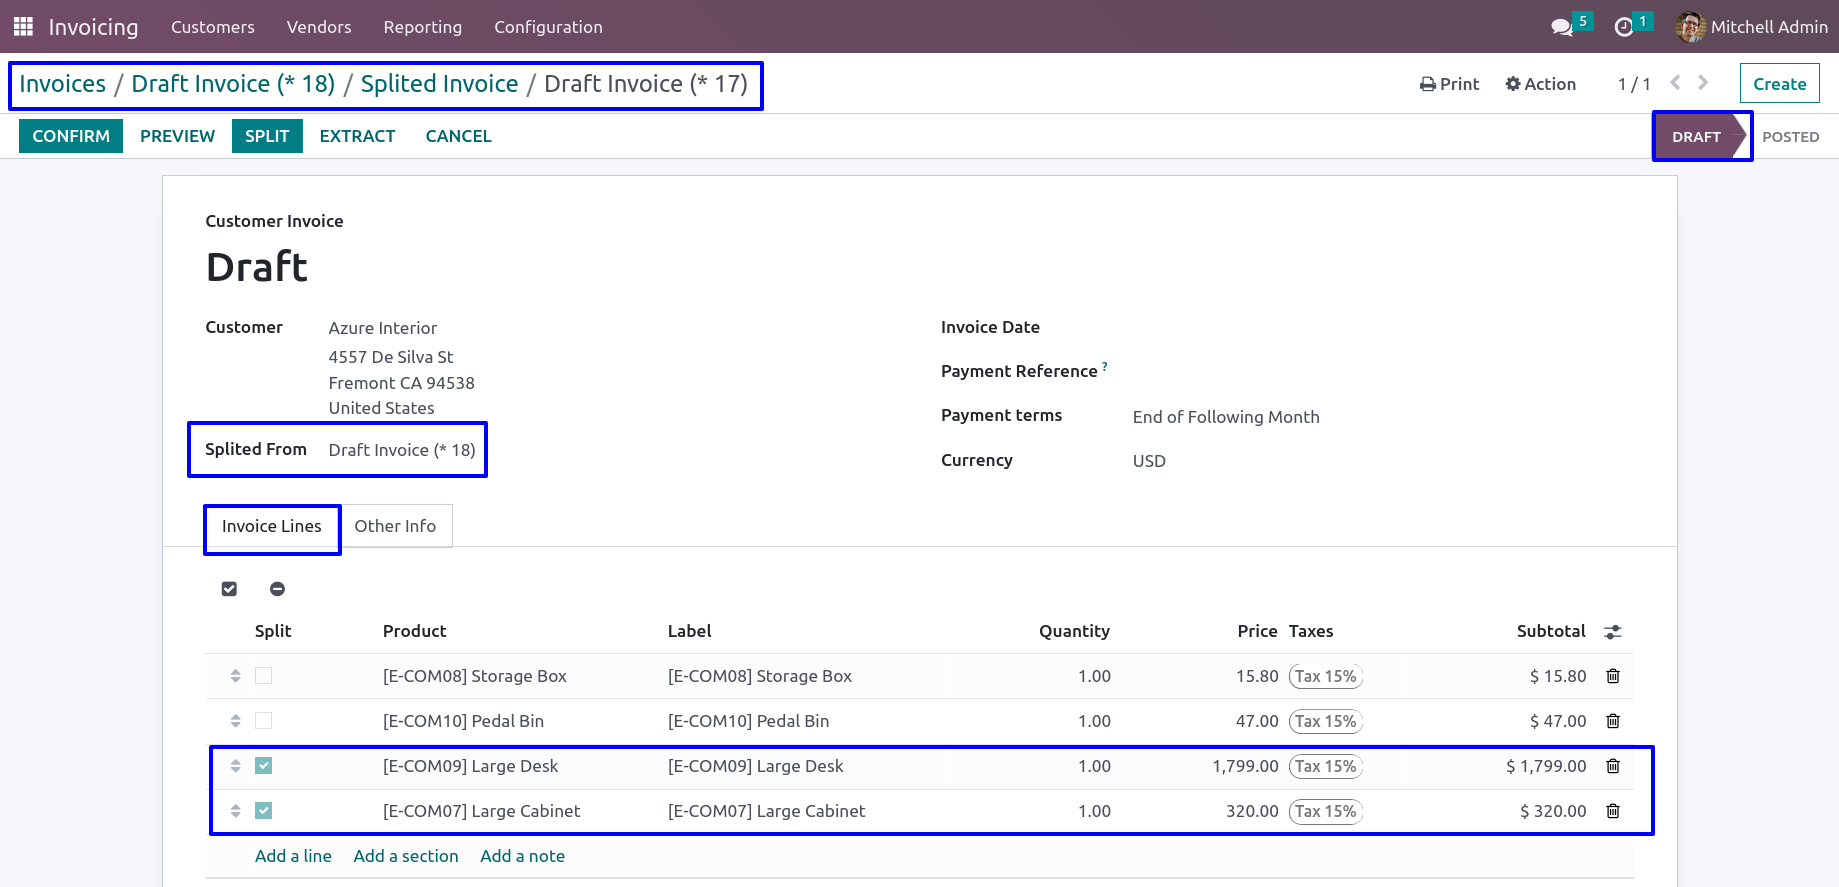 Invoicing Customers Vendors Reporting Configuration 5 1 Mitchell Admin
Invoices / Draft Invoice (* 18) / Splited Invoice / Draft Invoice (* 17) Print Action 1 / 1 Create
CONFIRM PREVIEW SPLIT EXTRACT CANCEL DRAFT POSTED
Customer Invoice
Draft
Customer Azure Interior Invoice Date
4557 De Silva St
Fremont CA 94538
United States
Payment Reference ?
Payment terms End of Following Month
Splited From Draft Invoice (* 18) Currency USD
Invoice Lines Other Info
Split Product Label Quantity Price Taxes Subtotal
[E-COM08] Storage Box [E-COM08] Storage Box 1.00 15.80 Tax 15% $ 15.80
[E-COM10] Pedal Bin [E-COM10] Pedal Bin 1.00 47.00 Tax 15% $ 47.00
[E-COM09] Large Desk [E-COM09] Large Desk 1.00 1,799.00 Tax 15% $ 1,799.00
[E-COM07] Large Cabinet [E-COM07] Large Cabinet 1.00 320.00 Tax 15% $ 320.00
Add a line Add a section Add a note